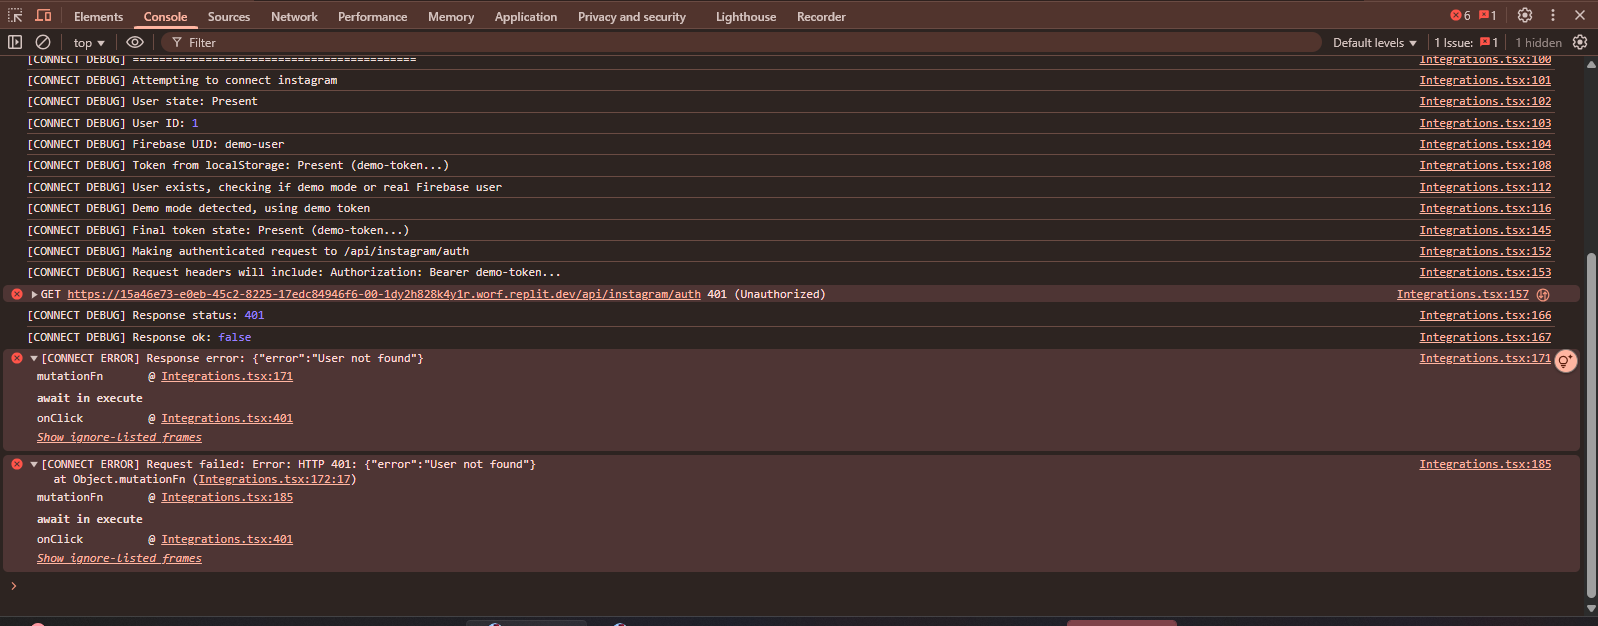 Elements Console Sources Network Performance Memory Application Privacy and security Lighthouse Recorder 6 1
top Filter Default levels 1 Issue: 1 1 hidden
[CONNECT DEBUG] =========================================== Integrations.tsx:100
[CONNECT DEBUG] Attempting to connect instagram Integrations.tsx:101
[CONNECT DEBUG] User state: Present Integrations.tsx:102
[CONNECT DEBUG] User ID: 1 Integrations.tsx:103
[CONNECT DEBUG] Firebase UID: demo-user Integrations.tsx:104
[CONNECT DEBUG] Token from localStorage: Present (demo-token...) Integrations.tsx:108
[CONNECT DEBUG] User exists, checking if demo mode or real Firebase user Integrations.tsx:112
[CONNECT DEBUG] Demo mode detected, using demo token Integrations.tsx:116
[CONNECT DEBUG] Final token state: Present (demo-token...) Integrations.tsx:145
[CONNECT DEBUG] Making authenticated request to /api/instagram/auth Integrations.tsx:152
[CONNECT DEBUG] Request headers will include: Authorization: Bearer demo-token... Integrations.tsx:153
GET https://15a46e73-e0eb-45c2-8225-17edc84946f6-00-1dy2h828k4y1r.worf.replit.dev/api/instagram/auth 401 (Unauthorized) Integrations.tsx:157
[CONNECT DEBUG] Response status: 401 Integrations.tsx:166
[CONNECT DEBUG] Response ok: false Integrations.tsx:167
[CONNECT ERROR] Response error: {"error":"User not found"} Integrations.tsx:171
mutationFn @ Integrations.tsx:171
await in execute
onClick @ Integrations.tsx:401
Show ignore-listed frames
[CONNECT ERROR] Request failed: Error: HTTP 401: {"error":"User not found"} Integrations.tsx:185
at Object.mutationFn (Integrations.tsx:172:17)
mutationFn @ Integrations.tsx:185
await in execute
onClick @ Integrations.tsx:401
Show ignore-listed frames